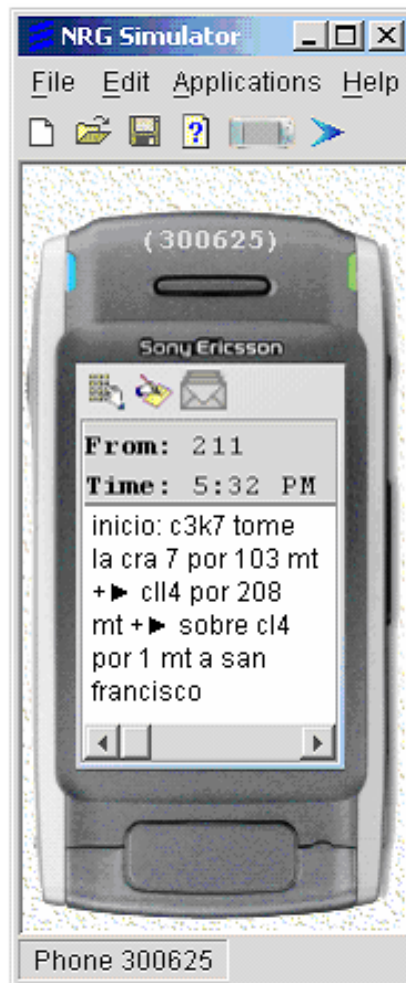 NRG Simulator
File Edit Applications Help
(300625)
Sony Ericsson
From: 211
Time: 5:32 PM
inicio: c3k7 tome
la cra 7 por 103 mt
+► cll4 por 208
mt +► sobre cl4
por 1 mt a san
francisco
Phone 300625